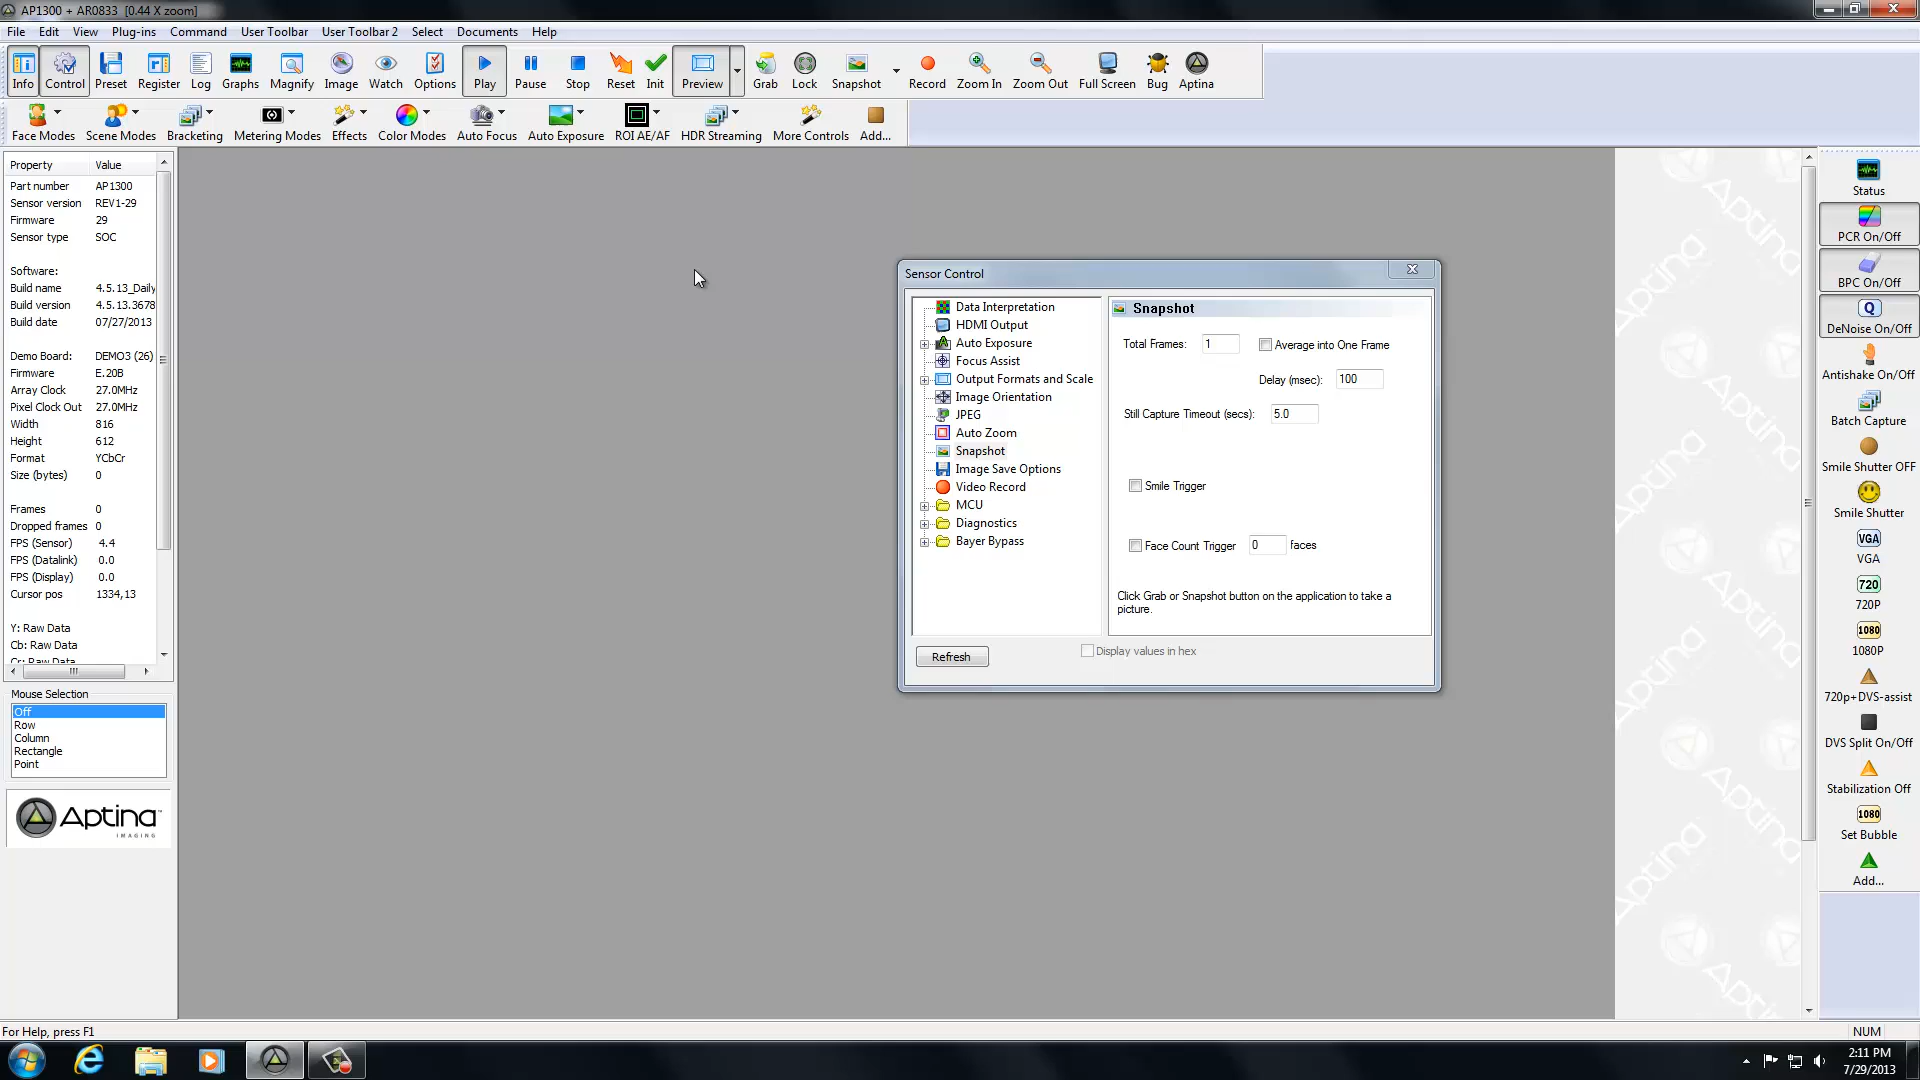 AP1300 + AR0833 [0.44 X zoom]
File Edit View Plug-ins Command User Toolbar User Toolbar 2 Select Documents Help
Info Control Preset Register Log Graphs Magnify Image Watch Options Play Pause Stop Reset Init Preview Grab Lock Snapshot Record Zoom In Zoom Out Full Screen Bug Aptina
Face Modes Scene Modes Bracketing Metering Modes Effects Color Modes Auto Focus Auto Exposure ROI AE/AF HDR Streaming More Controls Add...
Property Value
Part number AP1300
Sensor version REV1-29
Firmware 29
Sensor type SOC
Software:
Build name 4.5.13_Daily
Build version 4.5.13.3678
Build date 07/27/2013
Demo Board: DEMO3 (26)
Firmware E.20B
Array Clock 27.0MHz
Pixel Clock Out 27.0MHz
Width 816
Height 612
Format YCbCr
Size (bytes) 0
Frames 0
Dropped frames 0
FPS (Sensor) 4.4
FPS (Datalink) 0.0
FPS (Display) 0.0
Cursor pos 1334,13
Y: Raw Data
Cb: Raw Data
Cr: Raw Data
Mouse Selection
Off
Row
Column
Rectangle
Point
Aptina
IMAGING
Sensor Control
Data Interpretation
HDMI Output
Auto Exposure
Focus Assist
Output Formats and Scale
Image Orientation
JPEG
Auto Zoom
Snapshot
Image Save Options
Video Record
MCU
Diagnostics
Bayer Bypass
Snapshot
Total Frames: 1 Average into One Frame
Delay (msec): 100
Still Capture Timeout (secs): 5.0
Smile Trigger
Face Count Trigger 0 faces
Click Grab or Snapshot button on the application to take a
picture.
Refresh
Display values in hex
Status
PCR On/Off
BPC On/Off
Q
DeNoise On/Off
Antishake On/Off
Batch Capture
Smile Shutter OFF
Smile Shutter
VGA
VGA
720
720P
1080
1080P
720p+DVS-assist
DVS Split On/Off
Stabilization Off
1080
Set Bubble
Add...
Aptina
Aptina
Aptina
Aptina
Aptina
For Help, press F1
NUM
2:11 PM
7/29/2013